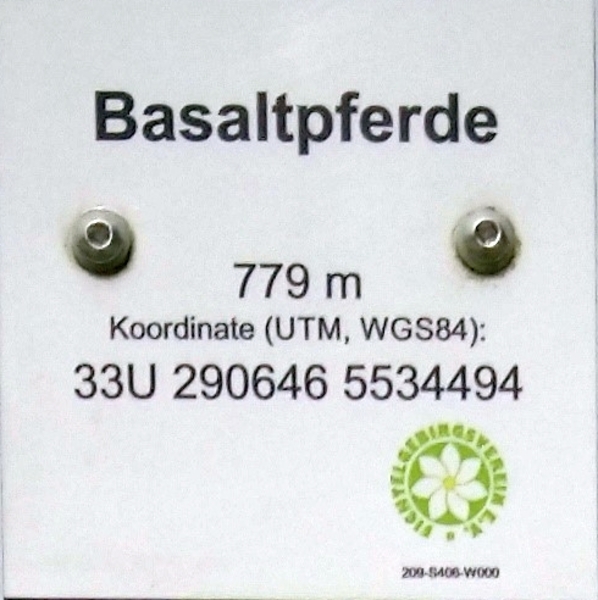 Basaltpferde
779 m
Koordinate (UTM, WGS84):
33U 290646 5534494
FICHTELGEBIRGSVEREIN E.V.
209-S406-W000